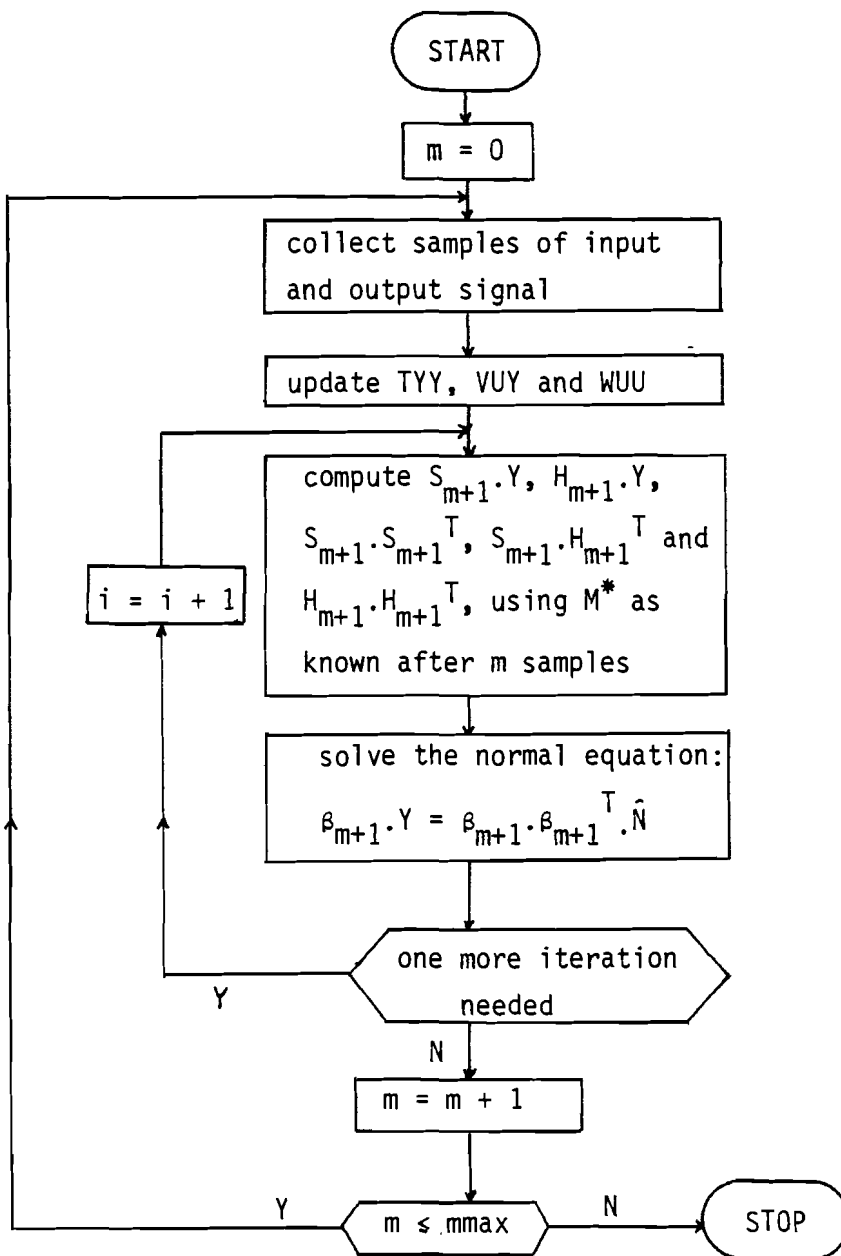 START
m = 0
collect samples of input
and output signal
update TYY, VUY and WUU
compute S_{m+1}.Y, H_{m+1}.Y,
S_{m+1}.S_{m+1}^T, S_{m+1}.H_{m+1}^T and
H_{m+1}.H_{m+1}^T, using M* as
known after m samples
i = i + 1
solve the normal equation:
β_{m+1}.Y = β_{m+1}.β_{m+1}^T.N̂
one more iteration
needed
Y
N
m = m + 1
Y
m ≤ mmax
N
STOP